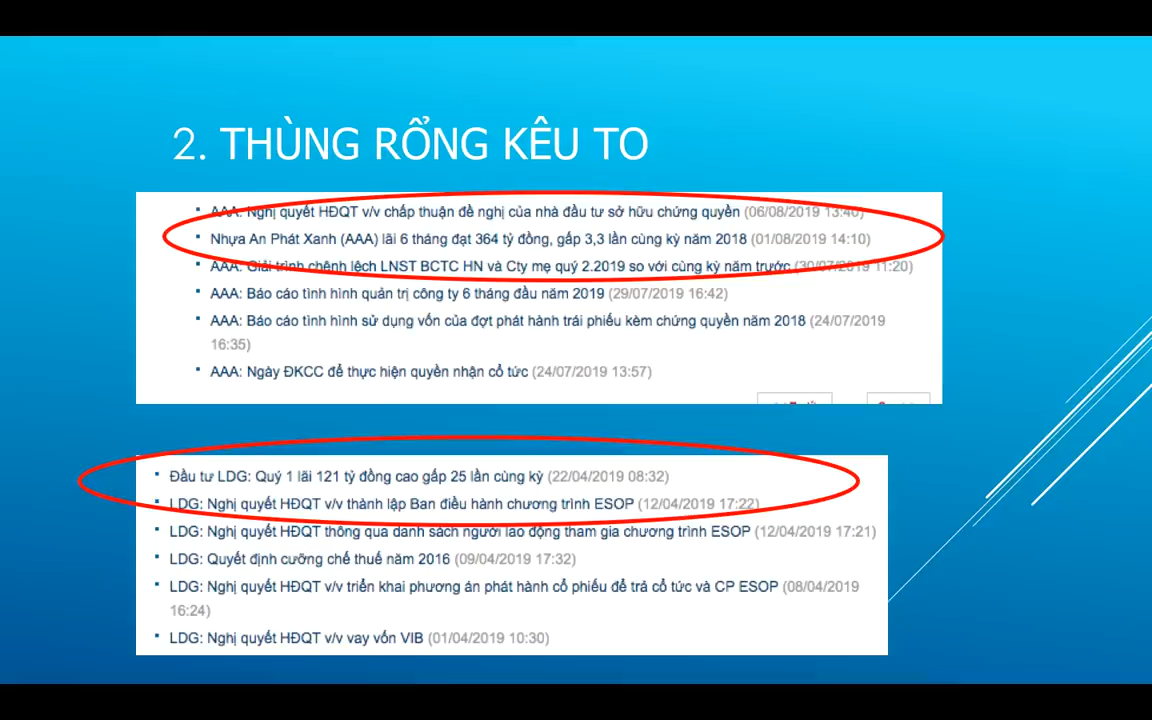 2. THÙNG RỔNG KÊU TO
AAA: Nghị quyết HĐQT v/v chấp thuận đề nghị của nhà đầu tư sở hữu chứng quyền (06/08/2019 13:40)
Nhựa An Phát Xanh (AAA) lãi 6 tháng đạt 364 tỷ đồng, gấp 3,3 lần cùng kỳ năm 2018 (01/08/2019 14:10)
AAA: Giải trình chênh lệch LNST BCTC HN và Cty mẹ quý 2.2019 so với cùng kỳ năm trước (30/07/2019 11:20)
AAA: Báo cáo tình hình quản trị công ty 6 tháng đầu năm 2019 (29/07/2019 16:42)
AAA: Báo cáo tình hình sử dụng vốn của đợt phát hành trái phiếu kèm chứng quyền năm 2018 (24/07/2019
16:35)
AAA: Ngày ĐKCC để thực hiện quyền nhận cổ tức (24/07/2019 13:57)
Đầu tư LDG: Quý 1 lãi 121 tỷ đồng cao gấp 25 lần cùng kỳ (22/04/2019 08:32)
LDG: Nghị quyết HĐQT v/v thành lập Ban điều hành chương trình ESOP (12/04/2019 17:22)
LDG: Nghị quyết HĐQT thông qua danh sách người lao động tham gia chương trình ESOP (12/04/2019 17:21)
LDG: Quyết định cưỡng chế thuế năm 2016 (09/04/2019 17:32)
LDG: Nghị quyết HĐQT v/v triển khai phương án phát hành cổ phiếu để trả cổ tức và CP ESOP (08/04/2019
16:24)
LDG: Nghị quyết HĐQT v/v vay vốn VIB (01/04/2019 10:30)